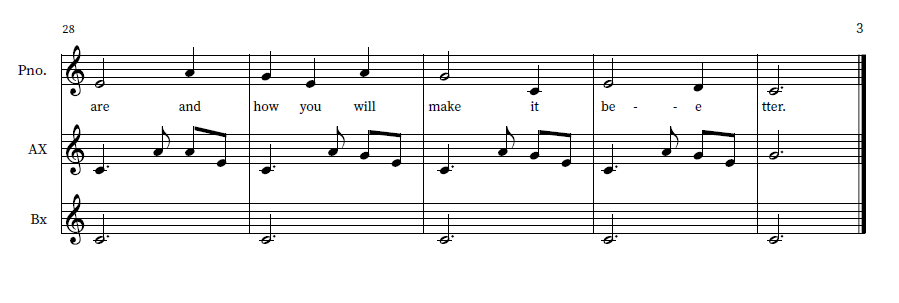 28 3
Pno.
are and how you will make it be - - e tter.
AX
Bx